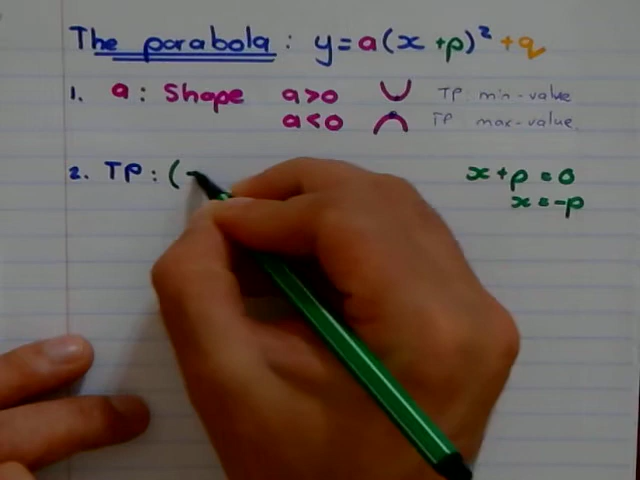 The parabola : y = a(x + p)² + q
1. a : Shape a > 0 TP min-value
a < 0 TP max-value.
2. TP : (-
x + p = 0
x = -p